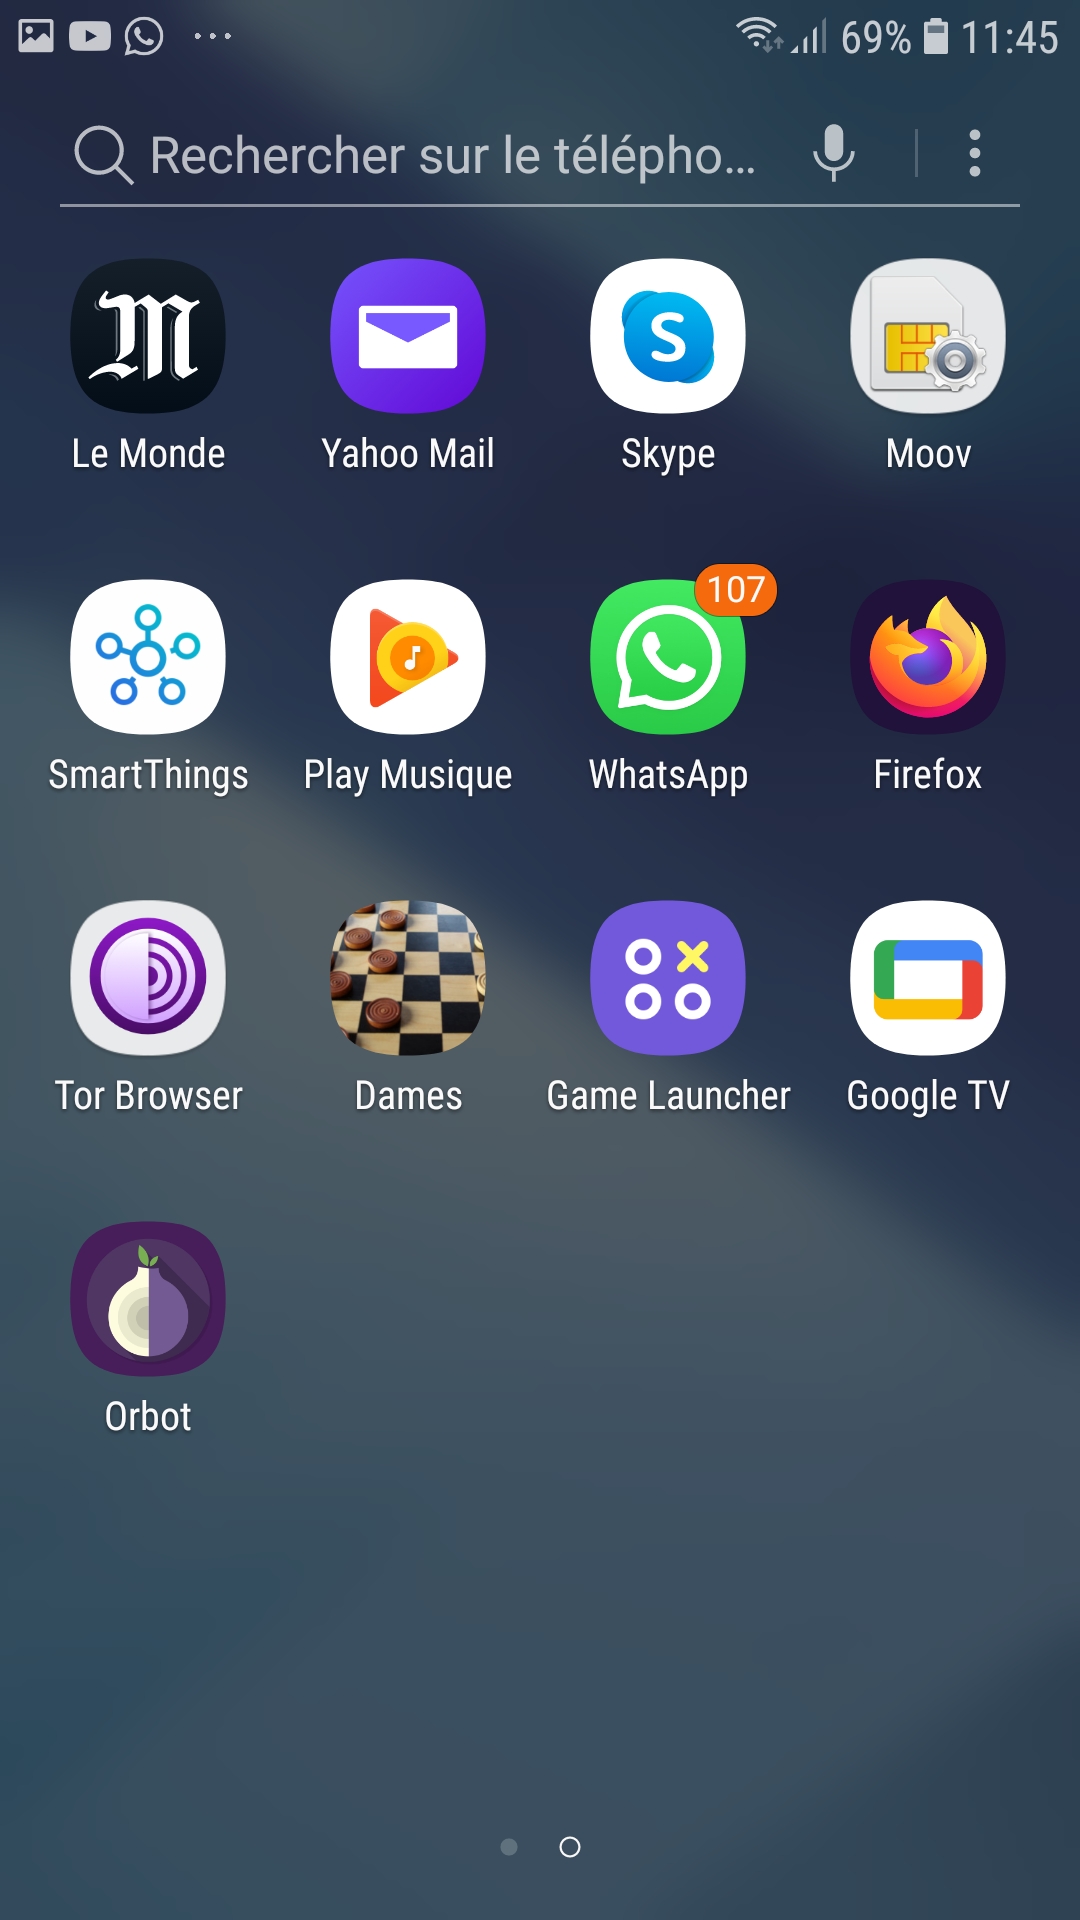 69% 11:45
Rechercher sur le télépho...
Le Monde Yahoo Mail Skype Moov
107
SmartThings Play Musique WhatsApp Firefox
Tor Browser Dames Game Launcher Google TV
Orbot